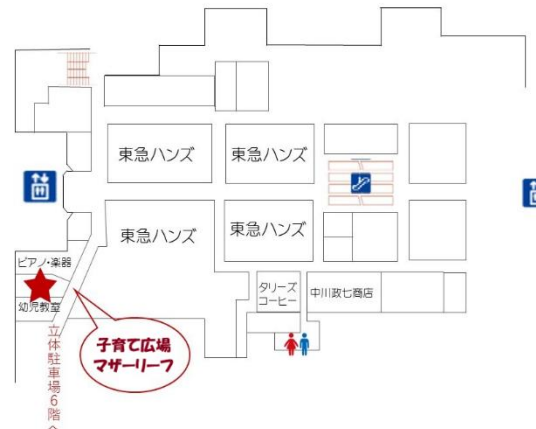 東急ハンズ
東急ハンズ
東急ハンズ
東急ハンズ
ピアノ・楽器
幼児教室
タリーズ
コーヒー
中川政七商店
子育て広場
マザーリーフ
立体駐車場6階へ